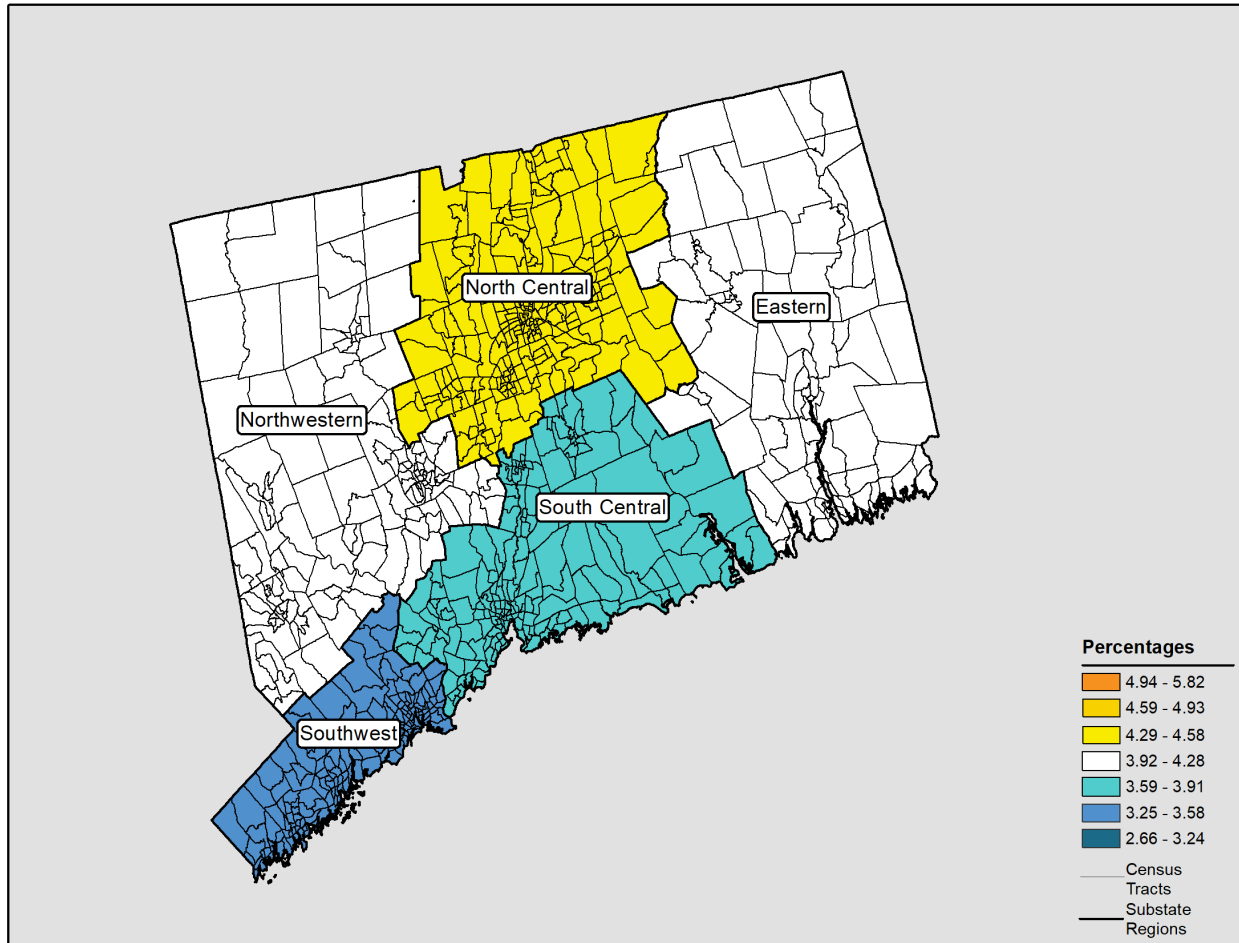 North Central
Eastern
Northwestern
South Central
Southwest
Percentages
4.94 - 5.82
4.59 - 4.93
4.29 - 4.58
3.92 - 4.28
3.59 - 3.91
3.25 - 3.58
2.66 - 3.24
Census
Tracts
Substate
Regions